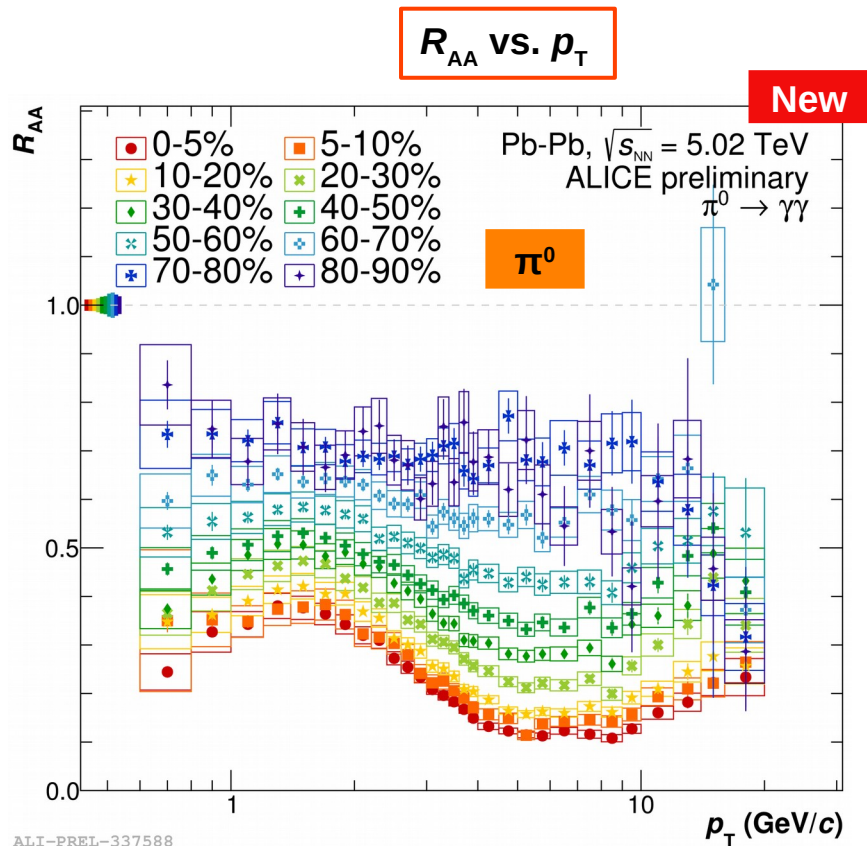 R_AA vs. p_T
New
R_AA
0-5%
5-10%
10-20%
20-30%
30-40%
40-50%
50-60%
60-70%
70-80%
80-90%
Pb-Pb, √s_NN = 5.02 TeV
ALICE preliminary
π⁰ → γγ
π⁰
1.0
0.5
0.0
1
10
p_T (GeV/c)
ALI-PREL-337588